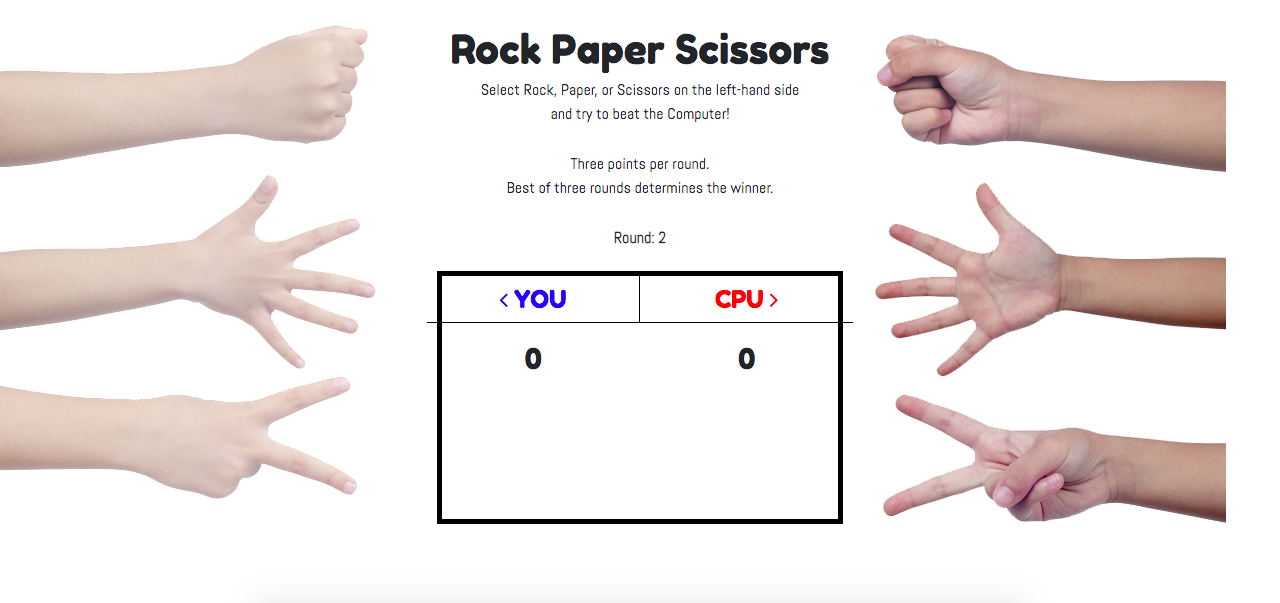 Rock Paper Scissors
Select Rock, Paper, or Scissors on the left-hand side
and try to beat the Computer!
Three points per round.
Best of three rounds determines the winner.
Round: 2
< YOU CPU >
0 0